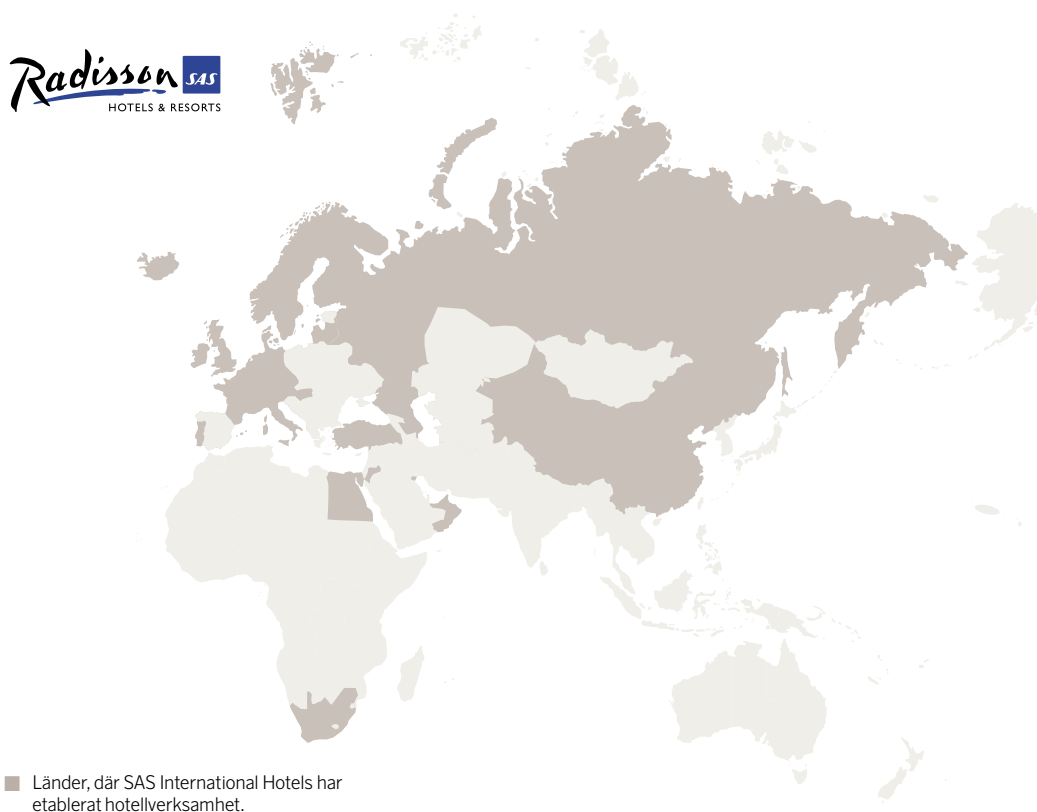 Radisson SAS
HOTELS & RESORTS
Länder, där SAS International Hotels har
etablerat hotellverksamhet.